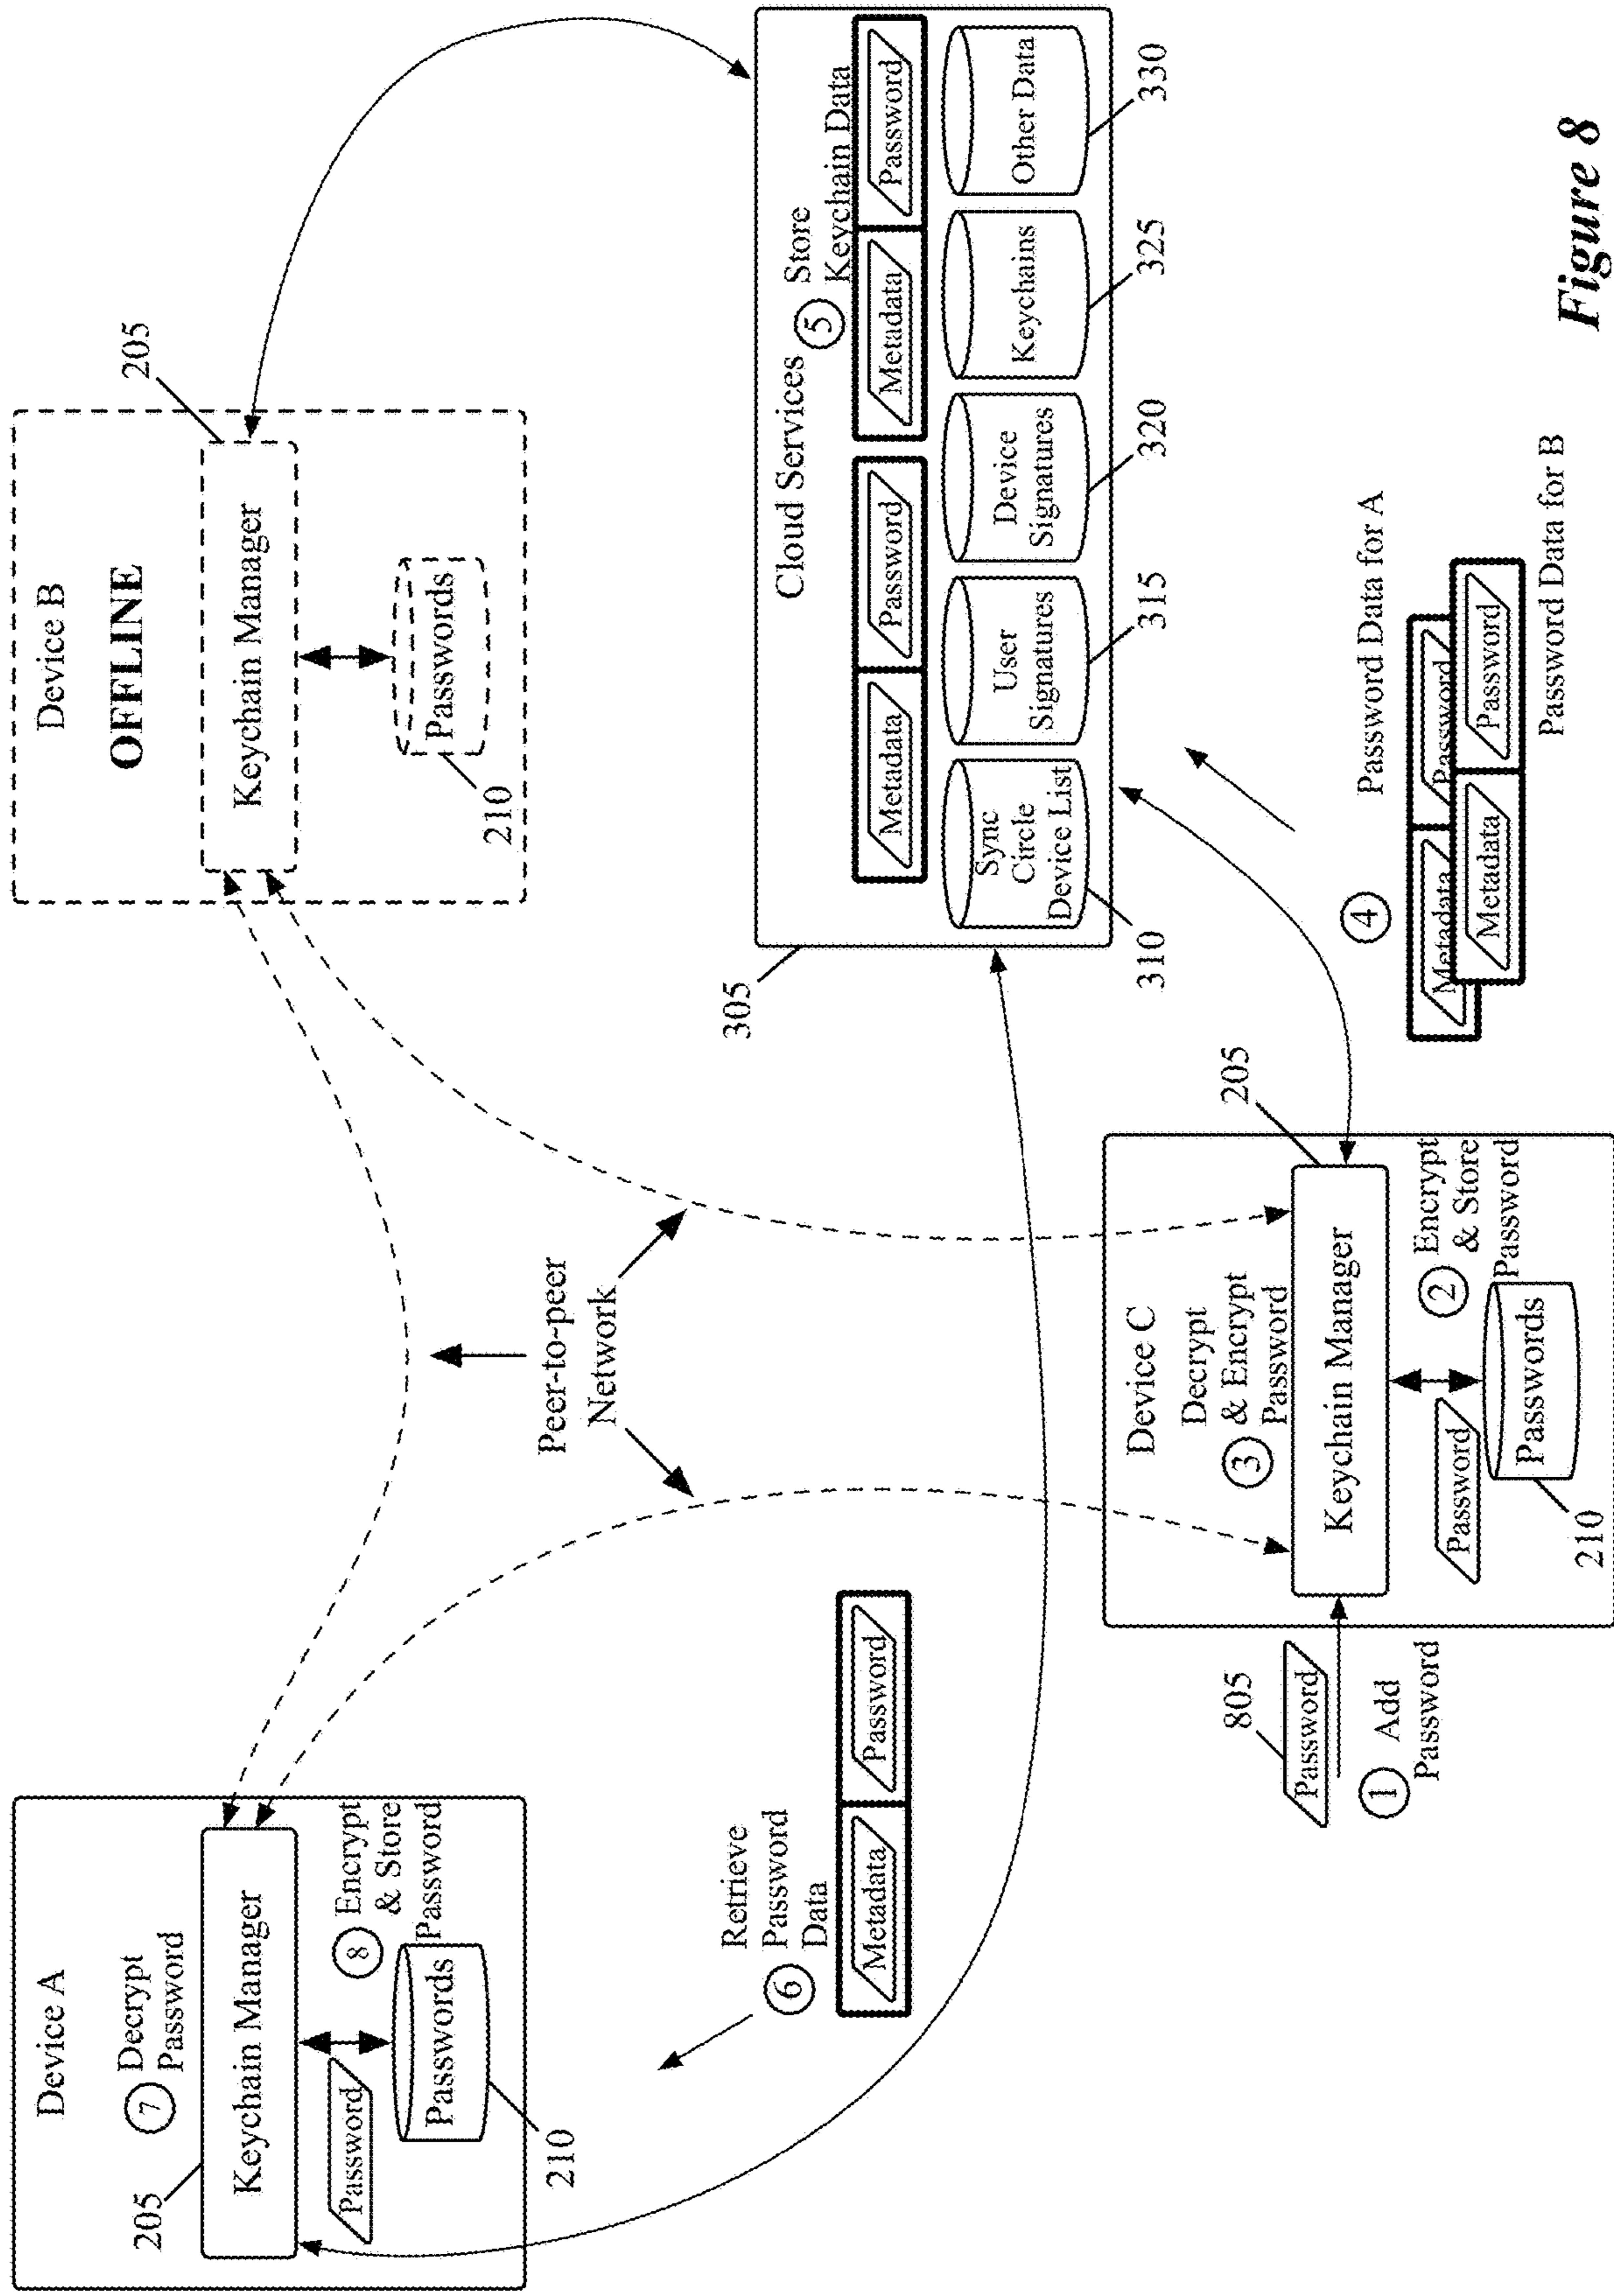 Device A
7
Decrypt
Password
205
Keychain Manager
8
Encrypt
& Store
Password
Password
Passwords
210
Device B
OFFLINE
205
Keychain Manager
Passwords
210
Peer-to-peer
Network
Retrieve
6
Password
Data
Metadata
Password
305
Cloud Services
5
Store
Keychain Data
Metadata
Password
Metadata
Password
Sync
Circle
Device List
User
Signatures
Device
Signatures
Keychains
Other Data
310
315
320
325
330
805
Password
1
Add
Password
Device C
Decrypt
3
& Encrypt
Password
205
Keychain Manager
2
Encrypt
& Store
Password
Password
Passwords
210
4
Password Data for A
Metadata
Password
Metadata
Password
Password Data for B
Figure 8